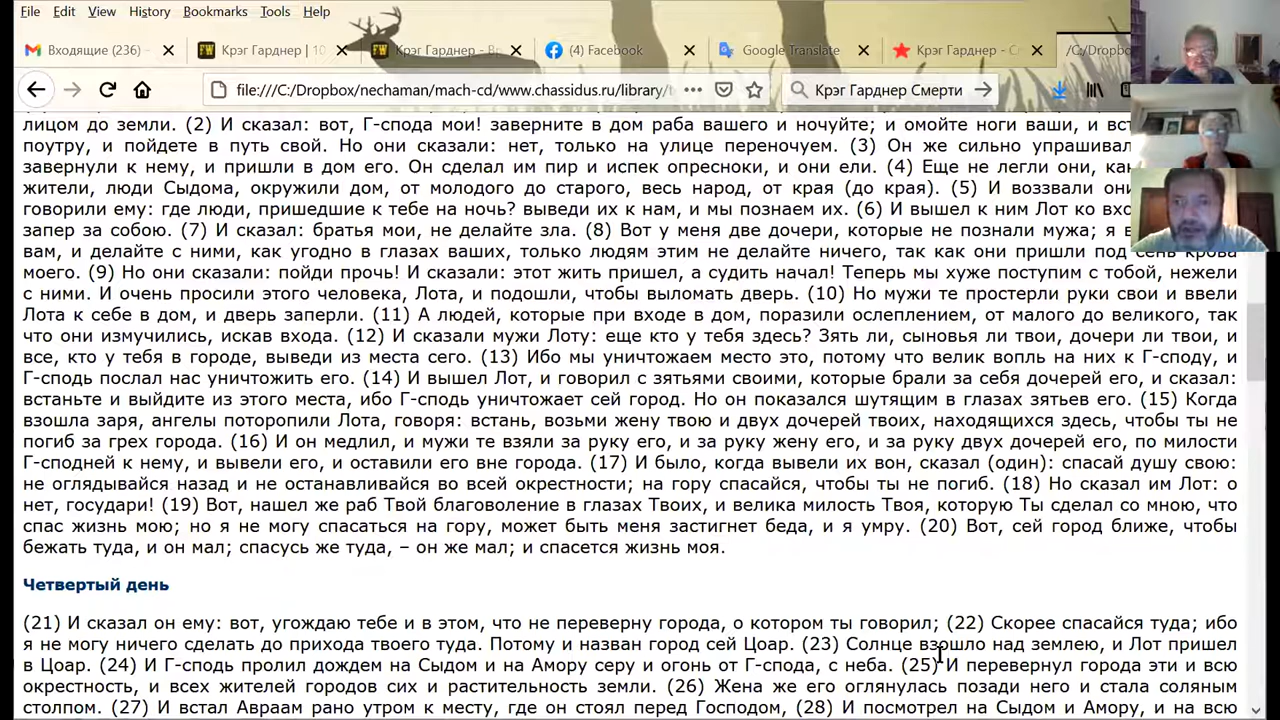 File Edit View History Bookmarks Tools Help
Входящие (236) - Крэг Гарднер | 10 Крэг Гарднер - Вр (4) Facebook Google Translate Крэг Гарднер - С /C:/Dropbo
file:///C:/Dropbox/nechaman/mach-cd/www.chassidus.ru/library/t Крэг Гарднер Смерти
лицом до земли. (2) И сказал: вот, Г-спода мои! заверните в дом раба вашего и ночуйте; и омойте ноги ваши, и
поутру, и пойдете в путь свой. Но они сказали: нет, только на улице переночуем. (3) Он же сильно упрашивал
завернули к нему, и пришли в дом его. Он сделал им пир и испек опресноки, и они ели. (4) Еще не легли они,
жители, люди Сыдома, окружили дом, от молодого до старого, весь народ, от края (до края). (5) И воззвали
говорили ему: где люди, пришедшие к тебе на ночь? выведи их к нам, и мы познаем их. (6) И вышел к ним Лот ко
запер за собою. (7) И сказал: братья мои, не делайте зла. (8) Вот у меня две дочери, которые не познали мужа; я
вам, и делайте с ними, как угодно в глазах ваших, только людям этим не делайте ничего, так как они пришли под сень крова
моего. (9) Но они сказали: пойди прочь! И сказали: этот жить пришел, а судить начал! Теперь мы хуже поступим с тобой, нежели
с ними. И очень просили этого человека, Лота, и подошли, чтобы выломать дверь. (10) Но мужи те простерли руки свои и ввели
Лота к себе в дом, и дверь заперли. (11) А людей, которые при входе в дом, поразили ослеплением, от малого до великого, так
что они измучились, искав входа. (12) И сказали мужи Лоту: еще кто у тебя здесь? Зять ли, сыновья ли твои, дочери ли твои, и
все, кто у тебя в городе, выведи из места сего. (13) Ибо мы уничтожаем место это, потому что велик вопль на них к Г-споду, и
Г-сподь послал нас уничтожить его. (14) И вышел Лот, и говорил с зятьями своими, которые брали за себя дочерей его, и сказал:
встаньте и выйдите из этого места, ибо Г-сподь уничтожает сей город. Но он показался шутящим в глазах зятьев его. (15) Когда
взошла заря, ангелы поторопили Лота, говоря: встань, возьми жену твою и двух дочерей твоих, находящихся здесь, чтобы ты не
погиб за грех города. (16) И он медлил, и мужи те взяли за руку его, и за руку жену его, и за руку двух дочерей его, по милости
Г-сподней к нему, и вывели его, и оставили его вне города. (17) И было, когда вывели их вон, сказал (один): спасай душу свою:
не оглядывайся назад и не останавливайся во всей окрестности; на гору спасайся, чтобы ты не погиб. (18) Но сказал им Лот: о
нет, государи! (19) Вот, нашел же раб Твой благоволение в глазах Твоих, и велика милость Твоя, которую Ты сделал со мною, что
спас жизнь мою; но я не могу спасаться на гору, может быть меня застигнет беда, и я умру. (20) Вот, сей город ближе, чтобы
бежать туда, и он мал; спасусь же туда, – он же мал; и спасется жизнь моя.
Четвертый день
(21) И сказал он ему: вот, угождаю тебе и в этом, что не переверну города, о котором ты говорил; (22) Скорее спасайся туда; ибо
я не могу ничего сделать до прихода твоего туда. Потому и назван город сей Цоар. (23) Солнце взошло над землею, и Лот пришел
в Цоар. (24) И Г-сподь пролил дождем на Сыдом и на Амору серу и огонь от Г-спода, с неба. (25) И перевернул города эти и всю
окрестность, и всех жителей городов сих и растительность земли. (26) Жена же его оглянулась позади него и стала соляным
столпом. (27) И встал Авраам рано утром к месту, где он стоял перед Господом, (28) И посмотрел на Сыдом и Амору, и на всю